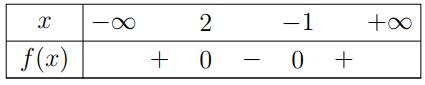 x −∞ 2 −1 +∞
f(x) + 0 − 0 +